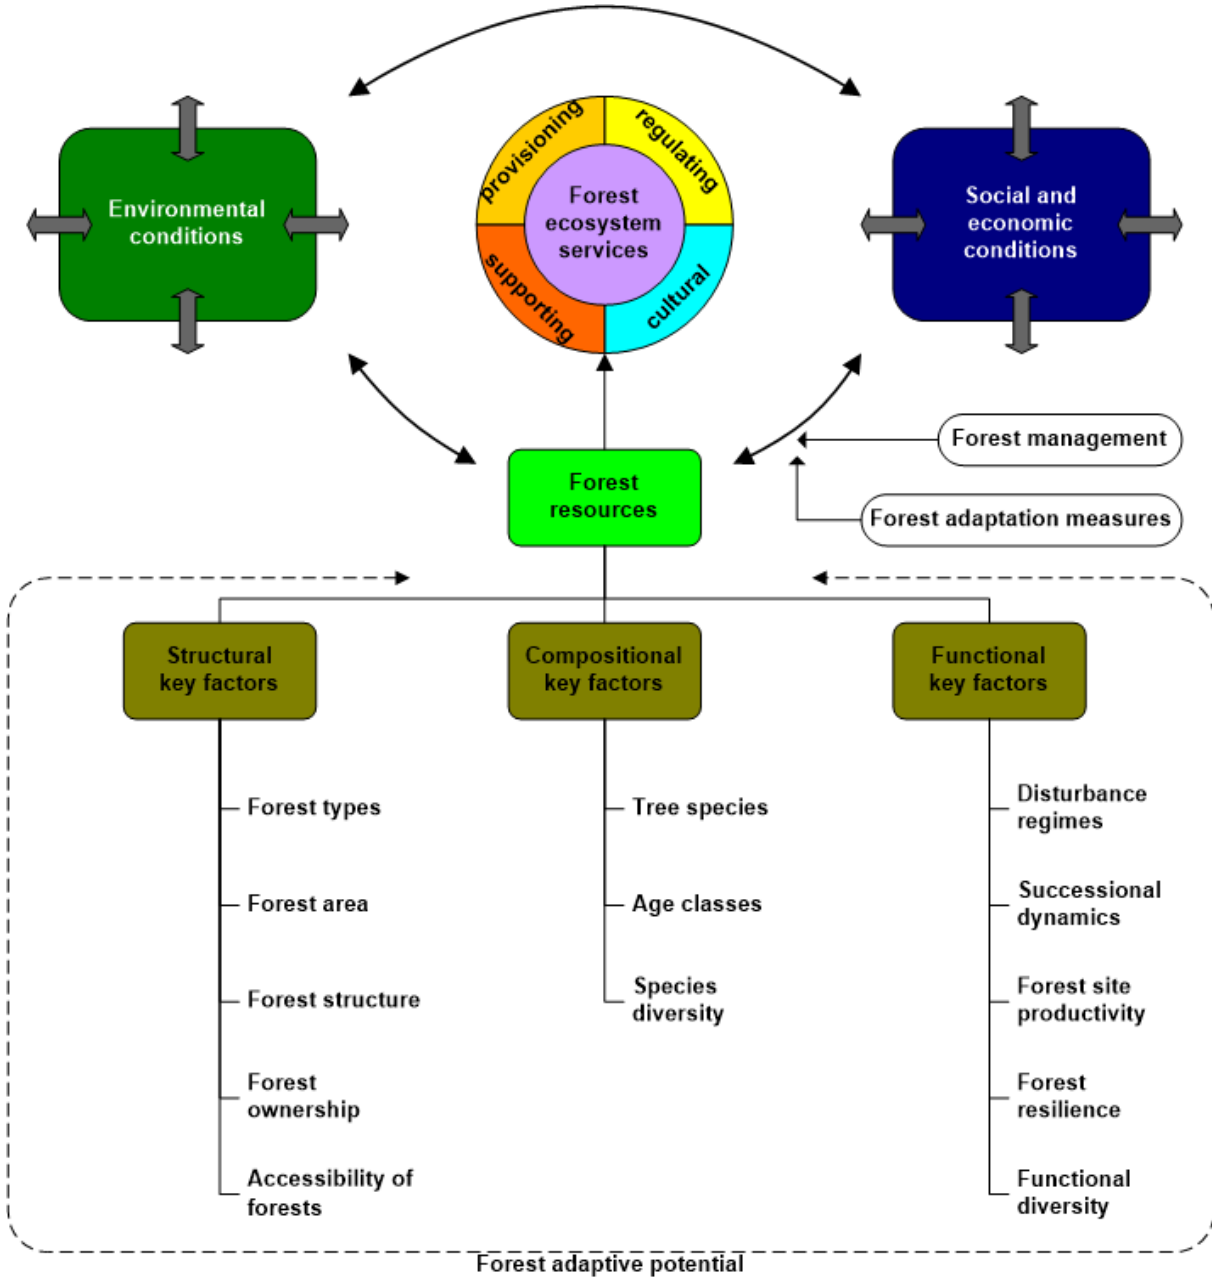 provisioning
regulating
Forest
ecosystem
services
supporting
cultural
Environmental
conditions
Social and
economic
conditions
Forest management
Forest
resources
Forest adaptation measures
Structural
key factors
Compositional
key factors
Functional
key factors
Forest types
Forest area
Forest structure
Forest
ownership
Accessibility of
forests
Tree species
Age classes
Species
diversity
Disturbance
regimes
Successional
dynamics
Forest site
productivity
Forest
resilience
Functional
diversity
Forest adaptive potential